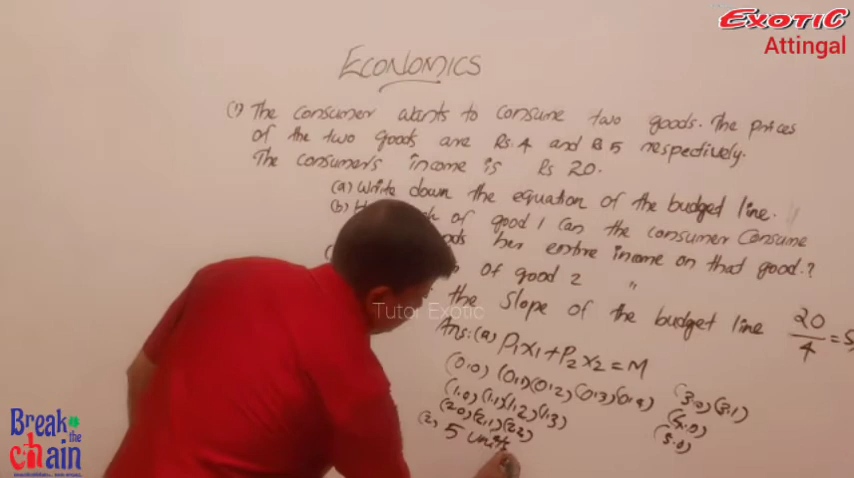 EXOTIC
Attingal
ECONOMICS
(1) The consumer wants to consume two goods. The prices
of the two goods are Rs.4 and Rs 5 respectively.
The consumer's income is Rs 20.
(a) Write down the equation of the budget line.
(b) of good 1 can the consumer consume
her entire income on that good.?
of good 2 "
the slope of the budget line
20/4 = 5
Tutor Exotic
Ans: (a) P1x1 + P2x2 = M
(0,0) (0,1) (0,2) (0,3) (0,4)
(1,0) (1,1) (1,2) (1,3)
(2,0) (2,1) (2,2)
(3,0) (3,1)
(4,0)
(5,0)
(2) 5 units
Break
the
chain